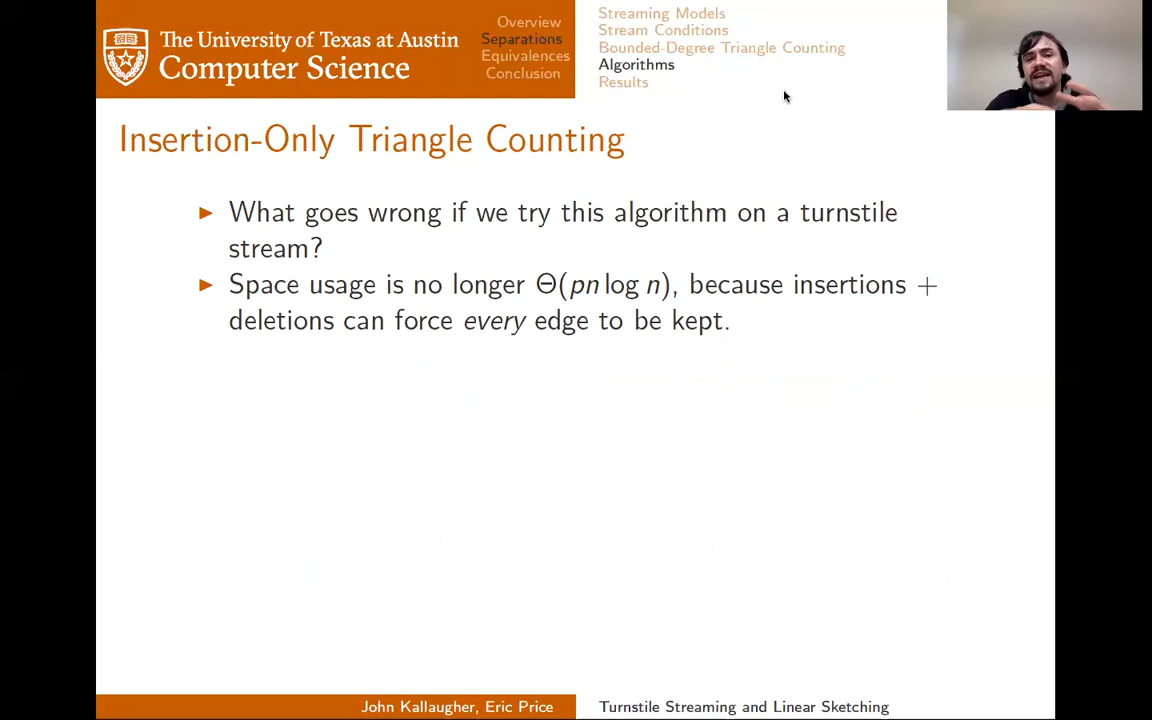 The University of Texas at Austin
Computer Science
Overview
Separations
Equivalences
Conclusion
Streaming Models
Stream Conditions
Bounded-Degree Triangle Counting
Algorithms
Results
Insertion-Only Triangle Counting
▶ What goes wrong if we try this algorithm on a turnstile
stream?
▶ Space usage is no longer Θ(pn log n), because insertions +
deletions can force every edge to be kept.
John Kallaugher, Eric Price
Turnstile Streaming and Linear Sketching